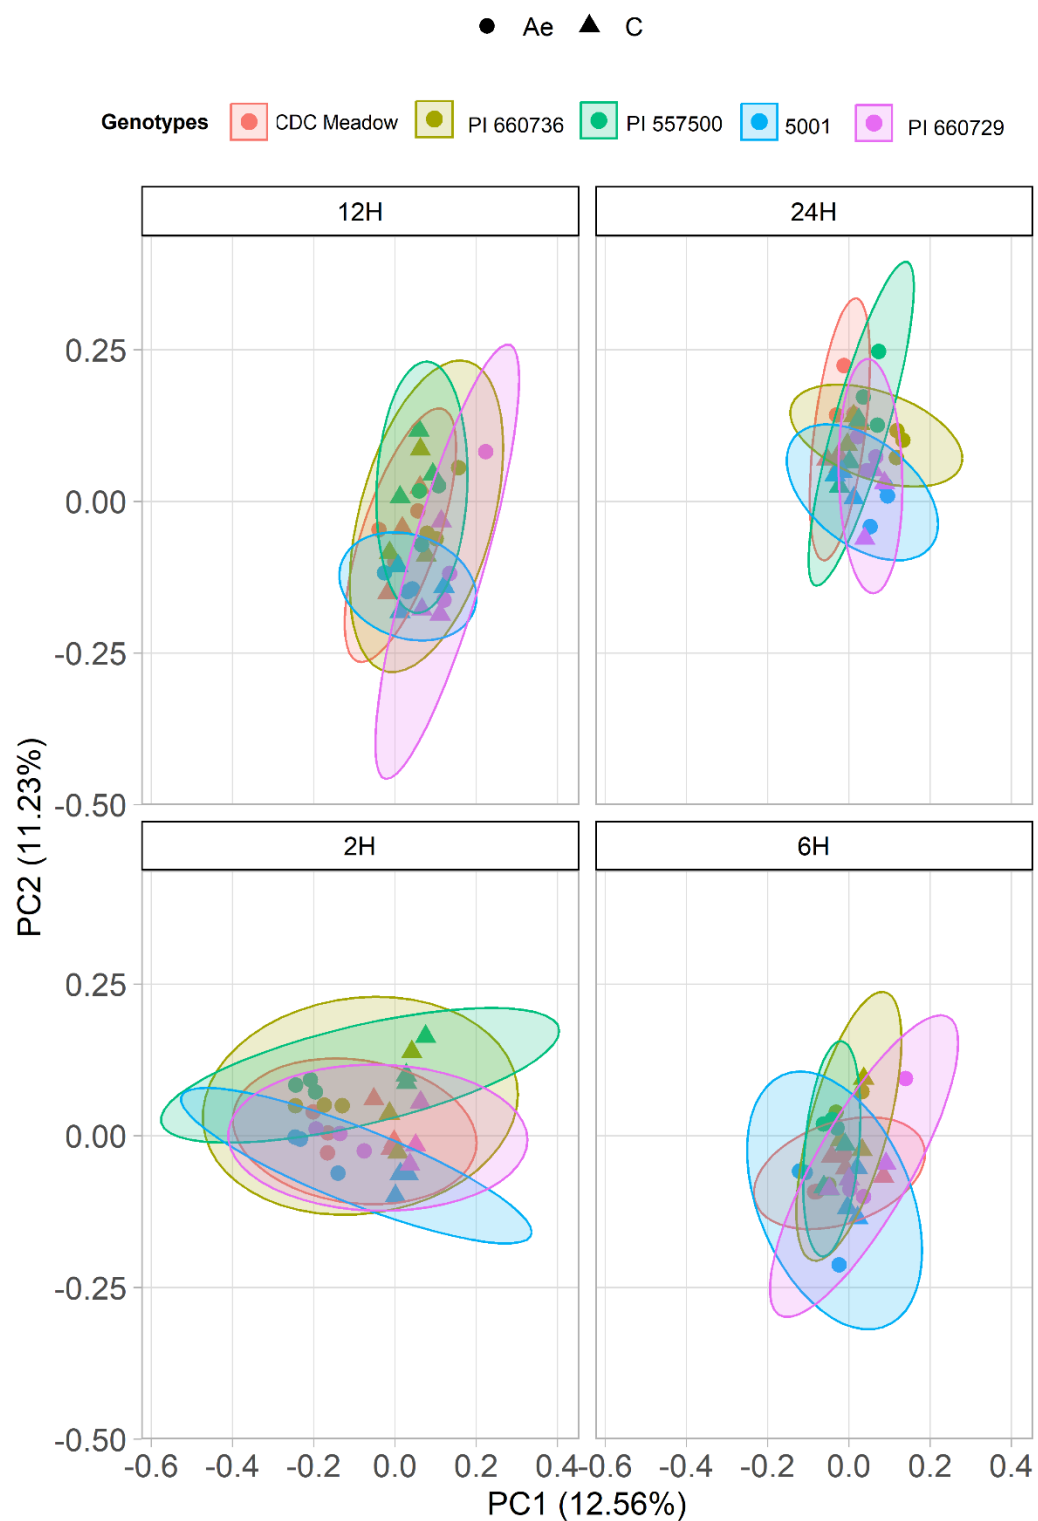 Ae C
Genotypes CDC Meadow PI 660736 PI 557500 5001 PI 660729
12H 24H
0.25
0.00
-0.25
-0.50
2H 6H
0.25
0.00
-0.25
-0.50
-0.6 -0.4 -0.2 0.0 0.2 0.4 -0.6 -0.4 -0.2 0.0 0.2 0.4
PC1 (12.56%)
PC2 (11.23%)